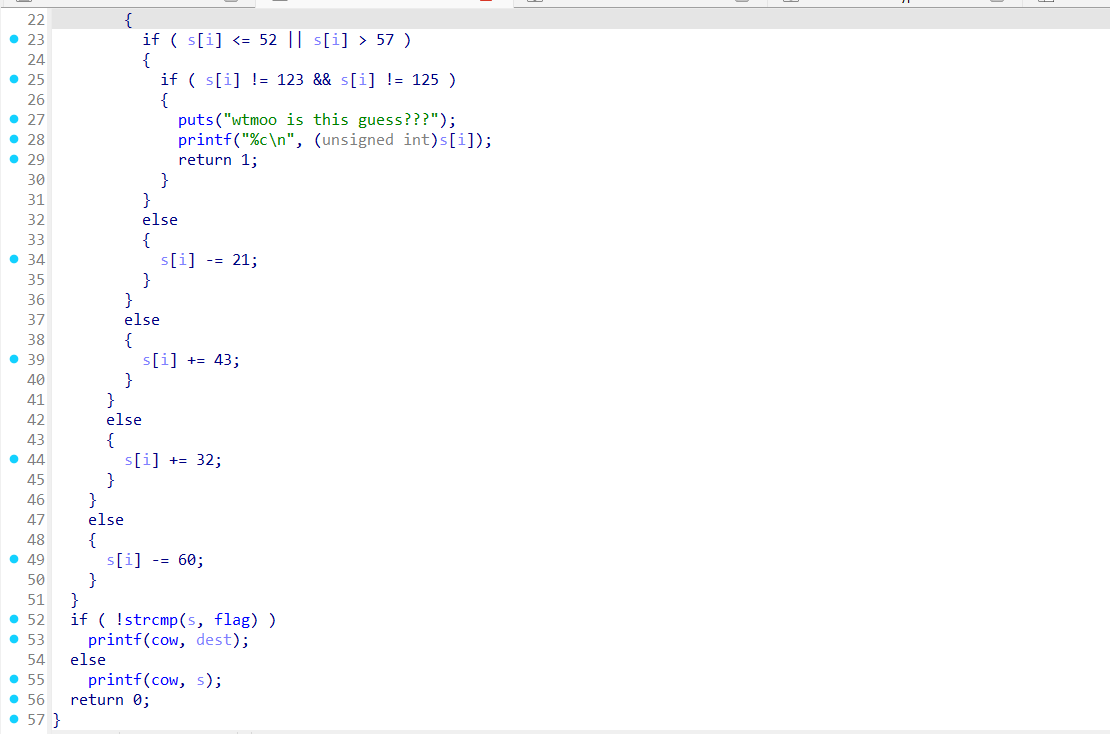 22         {
23           if ( s[i] <= 52 || s[i] > 57 )
24           {
25             if ( s[i] != 123 && s[i] != 125 )
26             {
27               puts("wtmoo is this guess???");
28               printf("%c\n", (unsigned int)s[i]);
29               return 1;
30             }
31           }
32           else
33           {
34             s[i] -= 21;
35           }
36         }
37         else
38         {
39           s[i] += 43;
40         }
41       }
42       else
43       {
44         s[i] += 32;
45       }
46     }
47     else
48     {
49       s[i] -= 60;
50     }
51   }
52   if ( !strcmp(s, flag) )
53     printf(cow, dest);
54   else
55     printf(cow, s);
56   return 0;
57 }